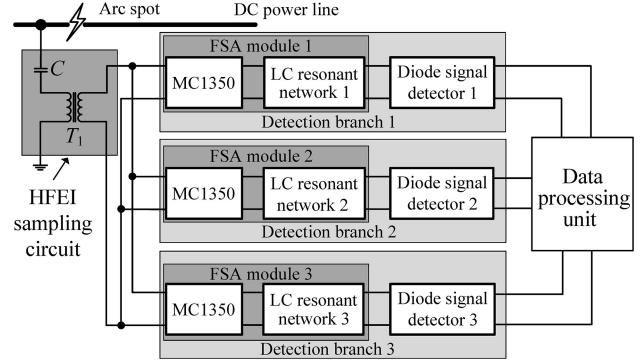 Arc spot
DC power line
C
T1
HFEI
sampling
circuit
FSA module 1
MC1350
LC resonant
network 1
Diode signal
detector 1
Detection branch 1
FSA module 2
MC1350
LC resonant
network 2
Diode signal
detector 2
Detection branch 2
FSA module 3
MC1350
LC resonant
network 3
Diode signal
detector 3
Detection branch 3
Data
processing
unit